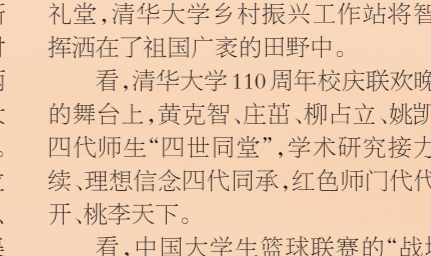 礼堂,清华大学乡村振兴工作站将智
挥洒在了祖国广袤的田野中。
看,清华大学110周年校庆联欢晚
的舞台上,黄克智、庄茁、柳占立、姚凯
四代师生“四世同堂”,学术研究接力
续、理想信念四代同承,红色师门代代
开、桃李天下。
看,中国大学生篮球联赛的“战场